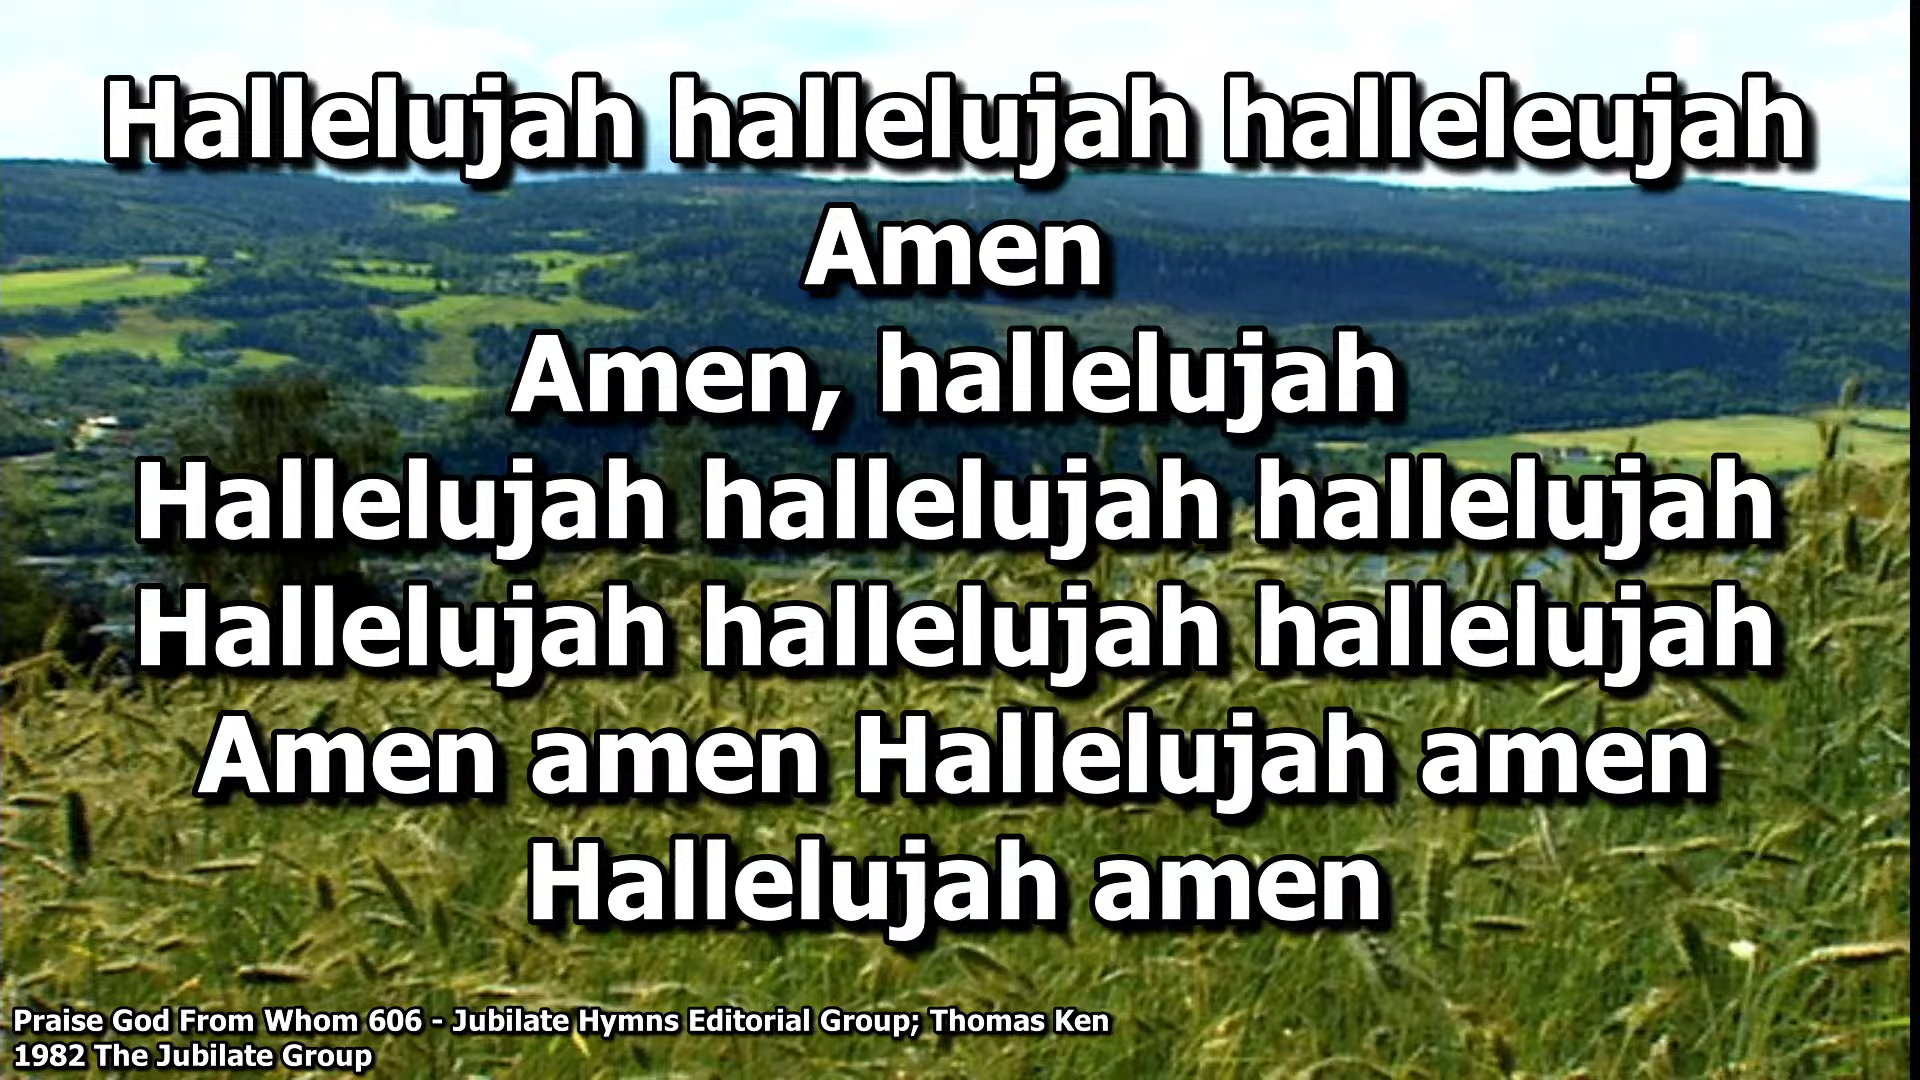 Hallelujah hallelujah halleleujah
Amen
Amen, hallelujah
Hallelujah hallelujah hallelujah
Hallelujah hallelujah hallelujah
Amen amen Hallelujah amen
Hallelujah amen
Praise God From Whom 606 - Jubilate Hymns Editorial Group; Thomas Ken
1982 The Jubilate Group